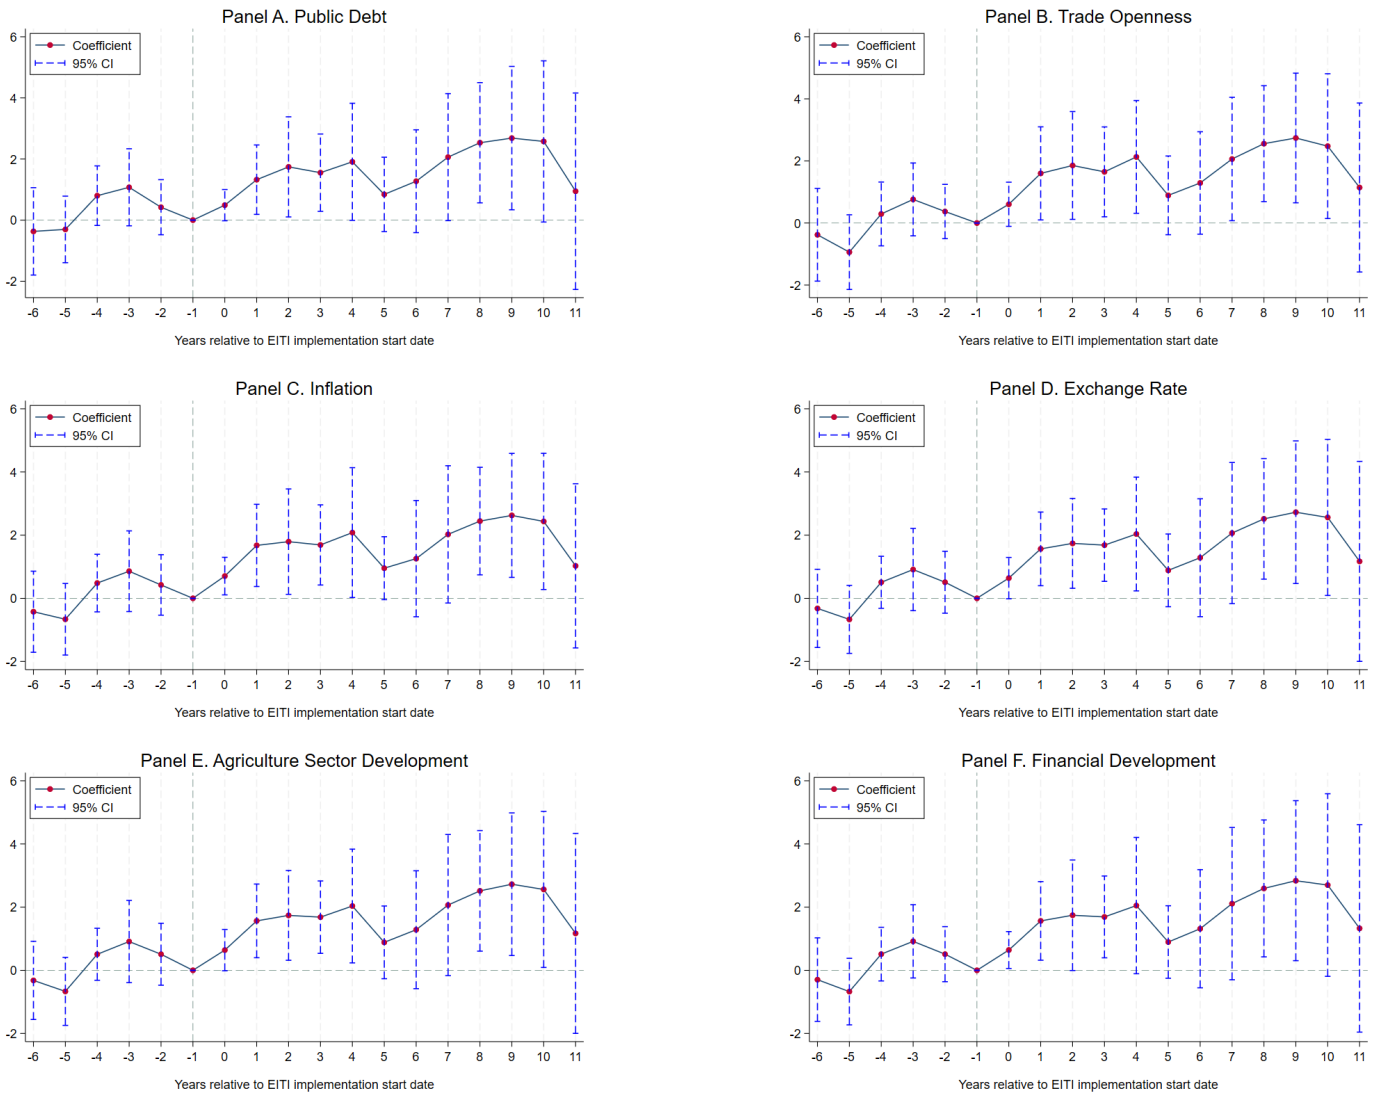 Panel A. Public Debt
6
4
2
0
-2
Coefficient
95% CI
-6 -5 -4 -3 -2 -1 0 1 2 3 4 5 6 7 8 9 10 11
Years relative to EITI implementation start date
Panel B. Trade Openness
6
4
2
0
-2
Coefficient
95% CI
-6 -5 -4 -3 -2 -1 0 1 2 3 4 5 6 7 8 9 10 11
Years relative to EITI implementation start date
Panel C. Inflation
6
4
2
0
-2
Coefficient
95% CI
-6 -5 -4 -3 -2 -1 0 1 2 3 4 5 6 7 8 9 10 11
Years relative to EITI implementation start date
Panel D. Exchange Rate
6
4
2
0
-2
Coefficient
95% CI
-6 -5 -4 -3 -2 -1 0 1 2 3 4 5 6 7 8 9 10 11
Years relative to EITI implementation start date
Panel E. Agriculture Sector Development
6
4
2
0
-2
Coefficient
95% CI
-6 -5 -4 -3 -2 -1 0 1 2 3 4 5 6 7 8 9 10 11
Years relative to EITI implementation start date
Panel F. Financial Development
6
4
2
0
-2
Coefficient
95% CI
-6 -5 -4 -3 -2 -1 0 1 2 3 4 5 6 7 8 9 10 11
Years relative to EITI implementation start date